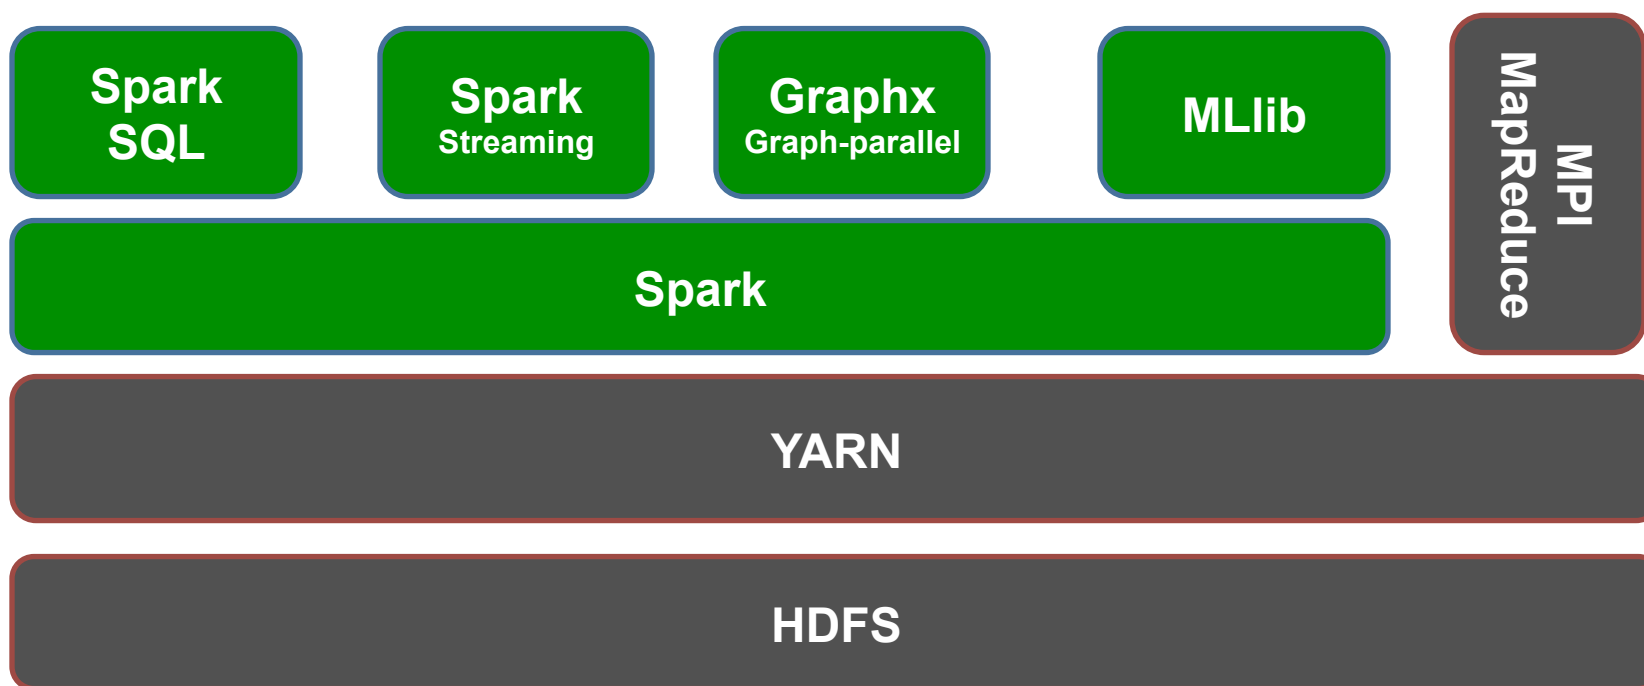 Spark
SQL
Spark
Streaming
Graphx
Graph-parallel
MLlib
MPI
MapReduce
Spark
YARN
HDFS